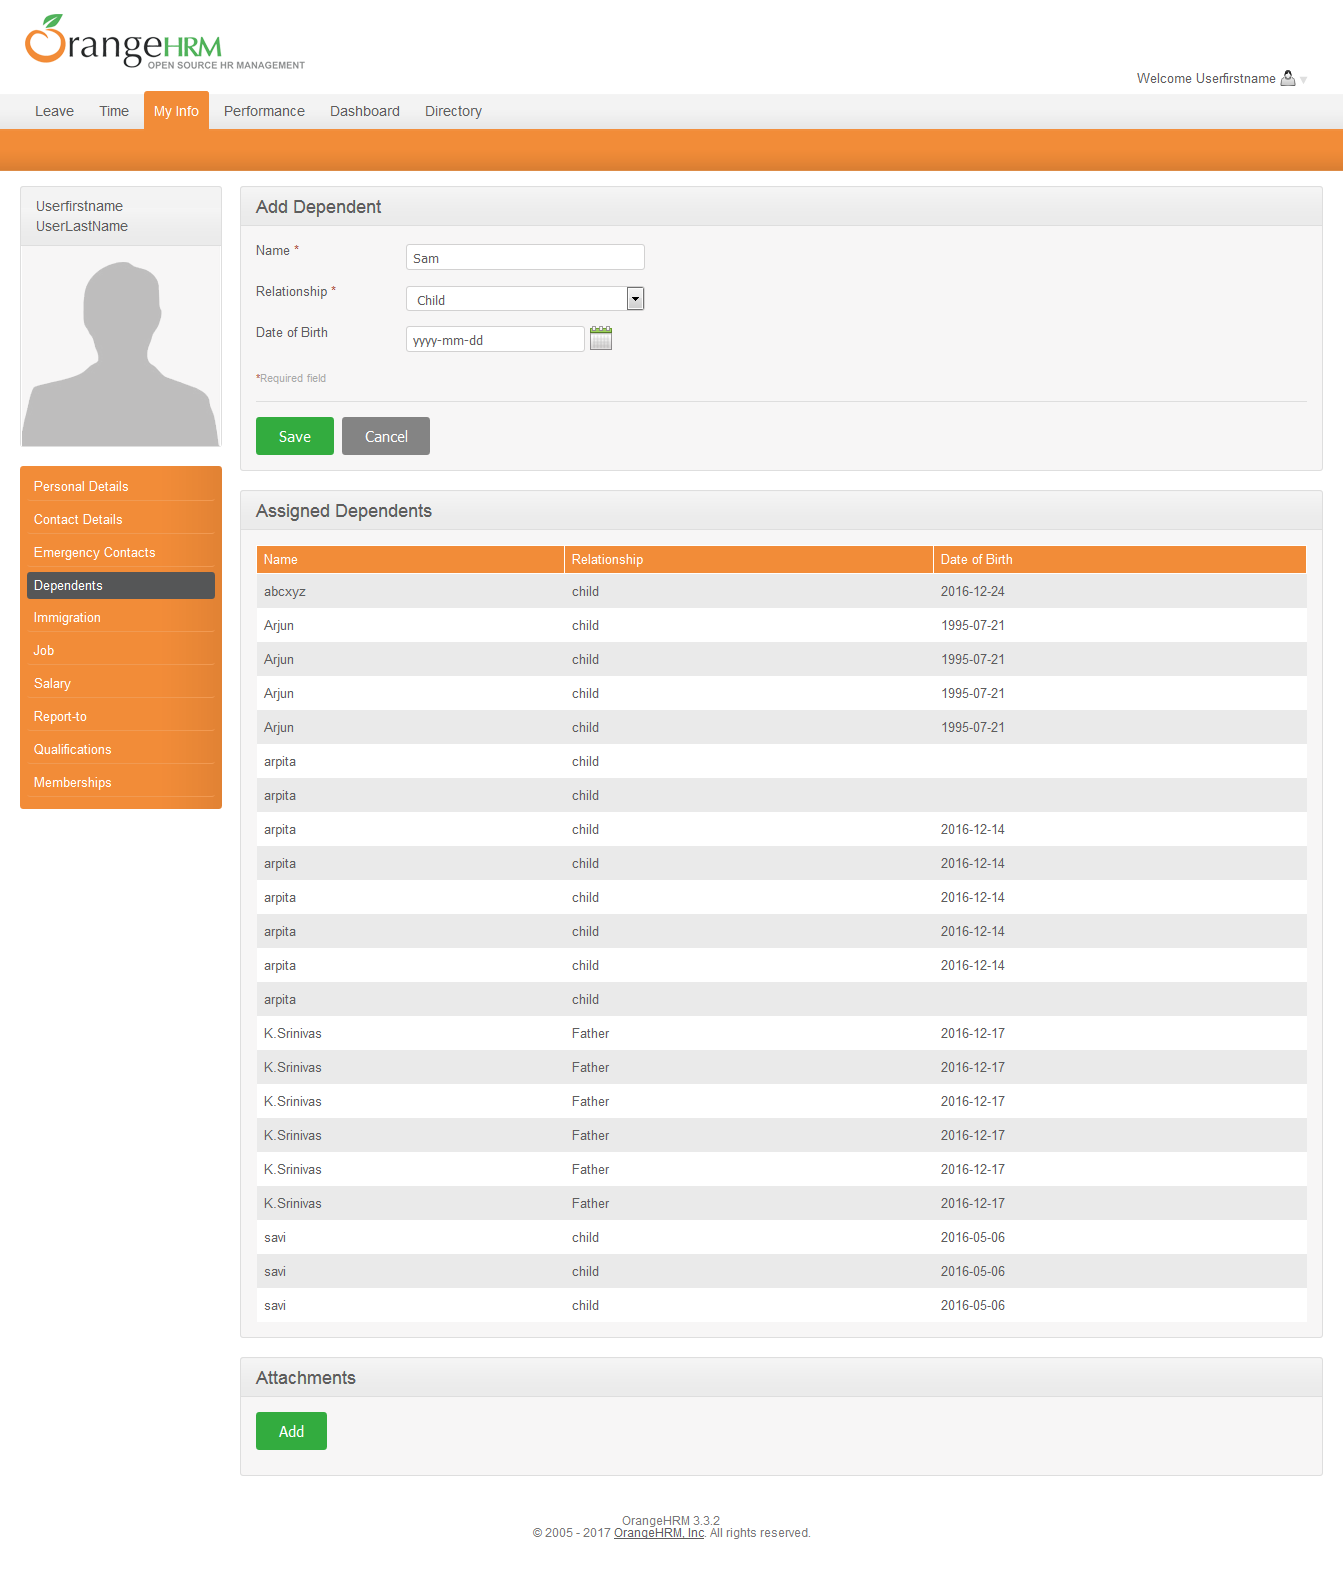 OrangeHRM
OPEN SOURCE HR MANAGEMENT
Welcome Userfirstname
Leave Time My Info Performance Dashboard Directory
Userfirstname
UserLastName
Personal Details
Contact Details
Emergency Contacts
Dependents
Immigration
Job
Salary
Report-to
Qualifications
Memberships
Add Dependent
Name * Sam
Relationship * Child
Date of Birth yyyy-mm-dd
*Required field
Save Cancel
Assigned Dependents
Name Relationship Date of Birth
abcxyz child 2016-12-24
Arjun child 1995-07-21
Arjun child 1995-07-21
Arjun child 1995-07-21
Arjun child 1995-07-21
arpita child
arpita child
arpita child 2016-12-14
arpita child 2016-12-14
arpita child 2016-12-14
arpita child 2016-12-14
arpita child 2016-12-14
arpita child
K.Srinivas Father 2016-12-17
K.Srinivas Father 2016-12-17
K.Srinivas Father 2016-12-17
K.Srinivas Father 2016-12-17
K.Srinivas Father 2016-12-17
K.Srinivas Father 2016-12-17
savi child 2016-05-06
savi child 2016-05-06
savi child 2016-05-06
Attachments
Add
OrangeHRM 3.3.2
© 2005 - 2017 OrangeHRM, Inc. All rights reserved.